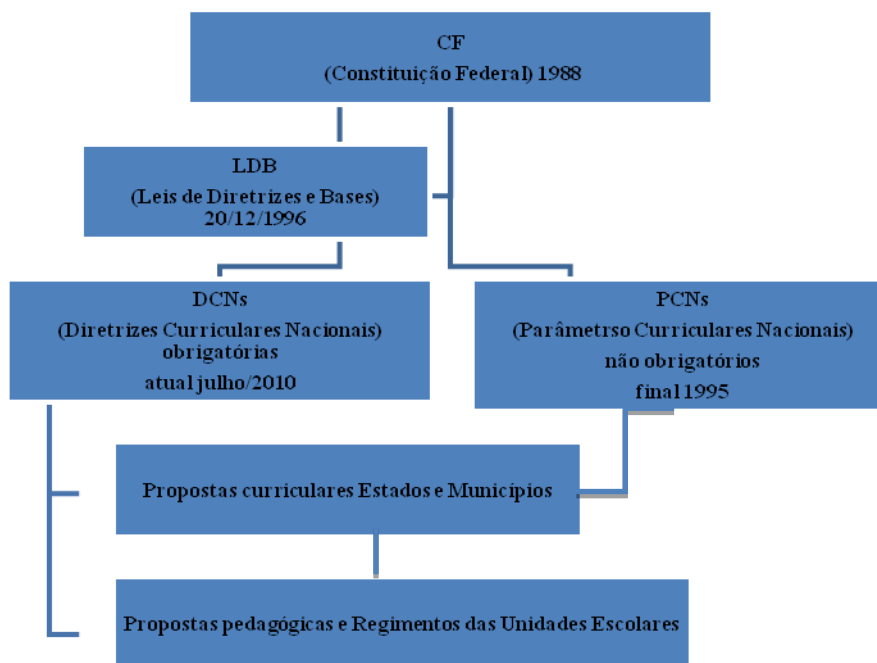 CF
(Constituição Federal) 1988
LDB
(Leis de Diretrizes e Bases)
20/12/1996
DCNs
(Diretrizes Curriculares Nacionais)
obrigatórias
atual julho/2010
PCNs
(Parâmetrso Curriculares Nacionais)
não obrigatórios
final 1995
Propostas curriculares Estados e Municípios
Propostas pedagógicas e Regimentos das Unidades Escolares